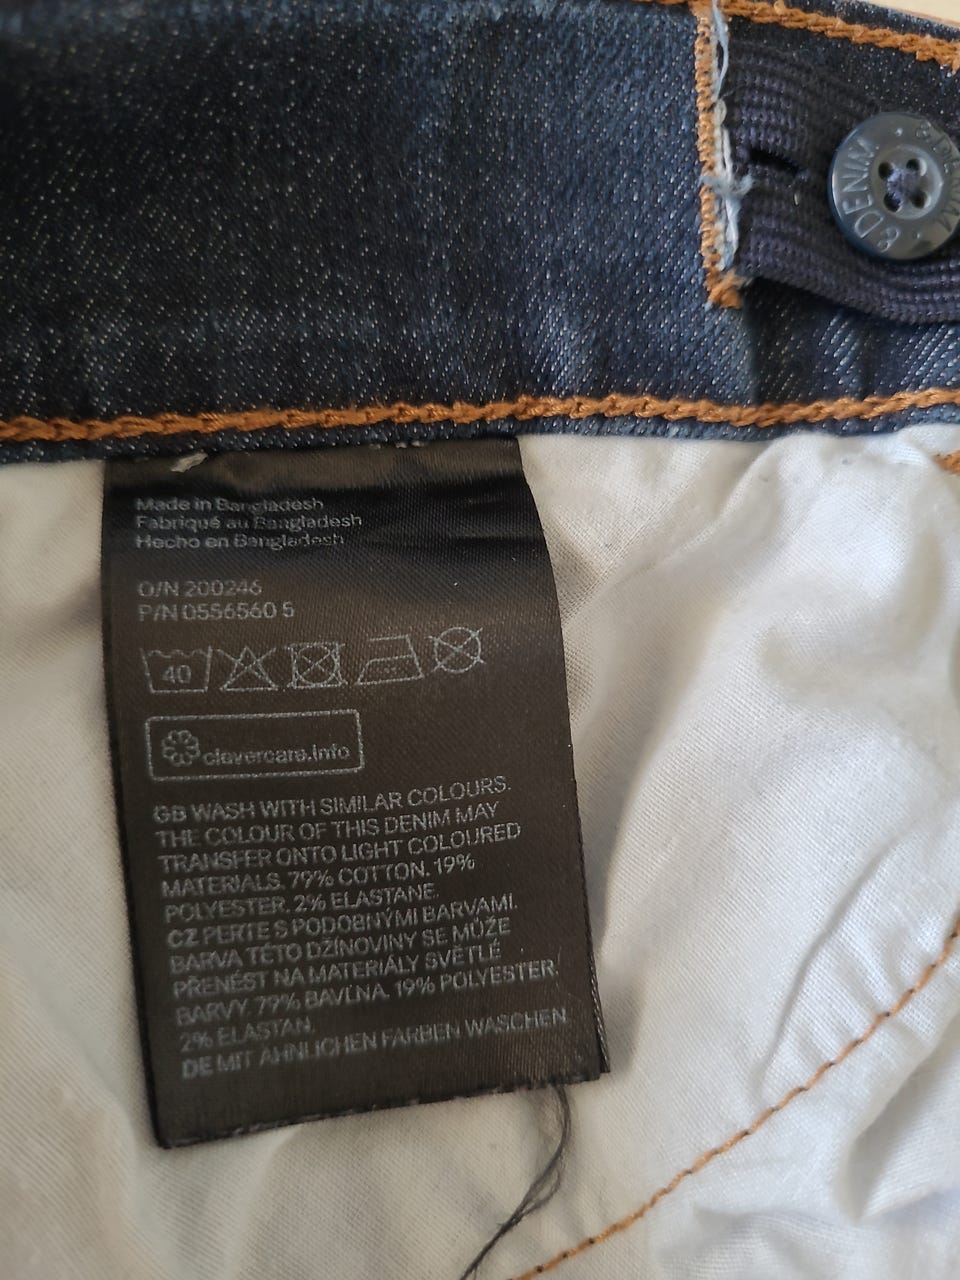 &DENIM · &DENIM ·
Made in Bangladesh
Fabriqué au Bangladesh
Hecho en Bangladesh
O/N 200246
P/N 0556560 5
40
clevercare.info
GB WASH WITH SIMILAR COLOURS.
THE COLOUR OF THIS DENIM MAY
TRANSFER ONTO LIGHT COLOURED
MATERIALS. 79% COTTON. 19%
POLYESTER. 2% ELASTANE.
CZ PERTE S PODOBNÝMI BARVAMI.
BARVA TÉTO DŽÍNOVINY SE MŮŽE
PŘENÉST NA MATERIÁLY SVĚTLÉ
BARVY. 79% BAVLNA. 19% POLYESTER.
2% ELASTAN.
DE MIT ÄHNLICHEN FARBEN WASCHEN